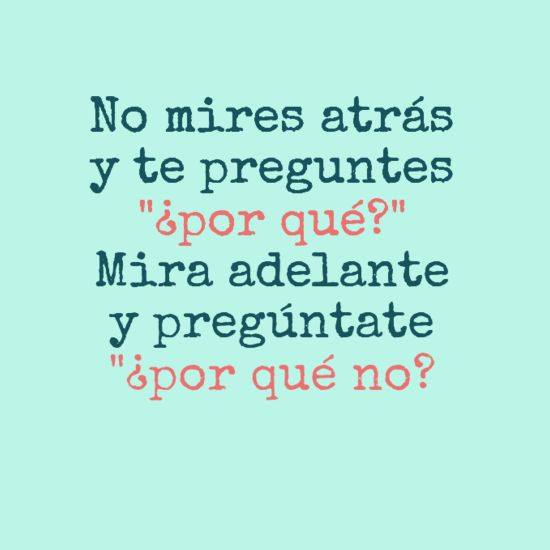 No mires atrás
y te preguntes
"¿por qué?"
Mira adelante
y pregúntate
"¿por qué no?